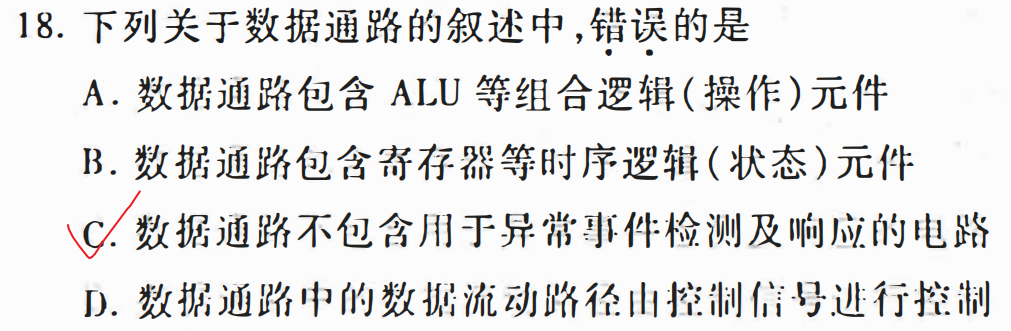 18. 下列关于数据通路的叙述中,错误的是
A. 数据通路包含 ALU 等组合逻辑(操作)元件
B. 数据通路包含寄存器等时序逻辑(状态)元件
C. 数据通路不包含用于异常事件检测及响应的电路
D. 数据通路中的数据流动路径由控制信号进行控制